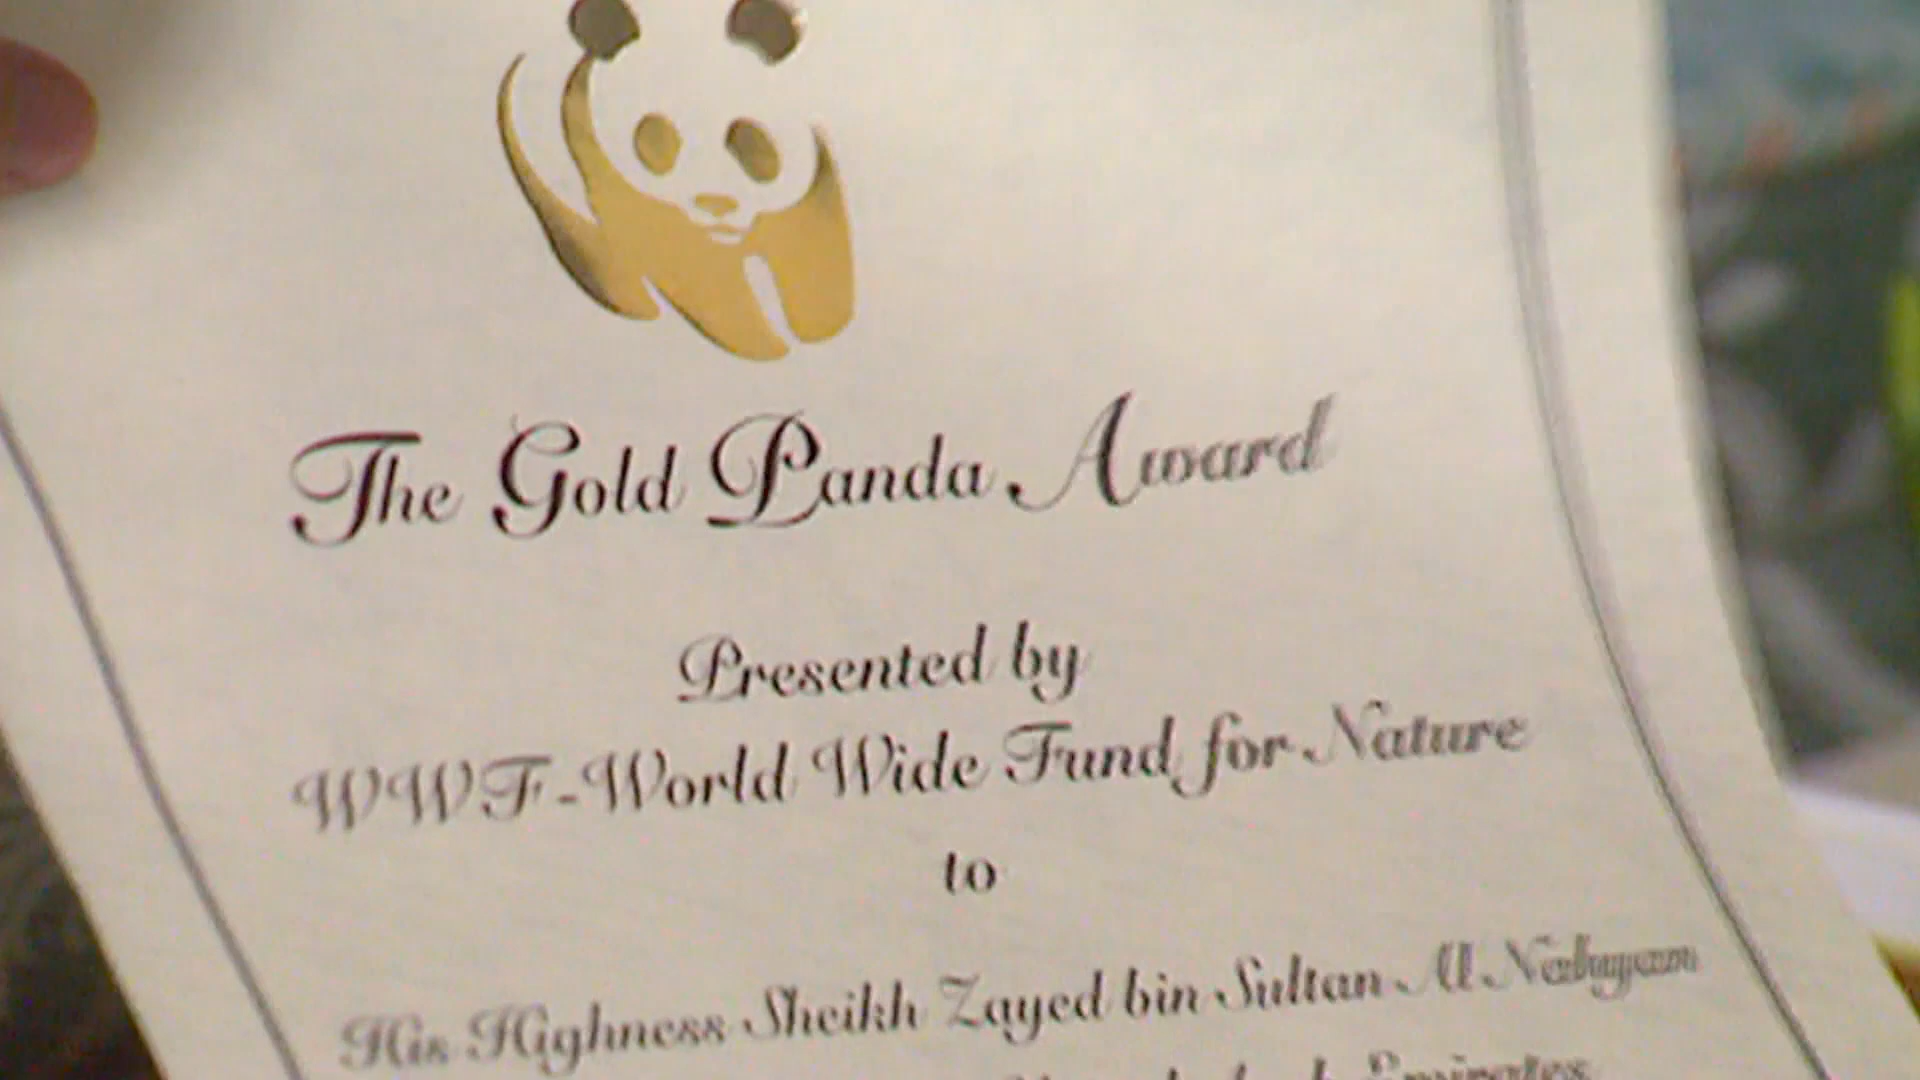 The Gold Panda Award
Presented by
WWF-World Wide Fund for Nature
to
His Highness Sheikh Zayed bin Sultan Al Nahyan
Emirates